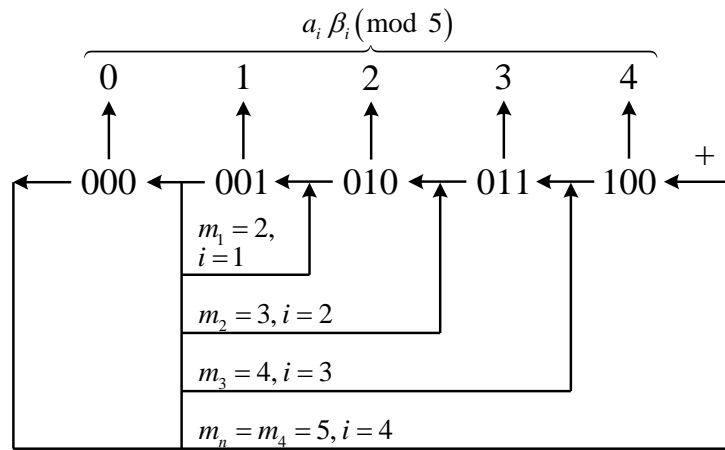 a_i β_i (mod 5)
0 1 2 3 4
+
000 001 010 011 100
m_1 = 2,
i = 1
m_2 = 3, i = 2
m_3 = 4, i = 3
m_n = m_4 = 5, i = 4